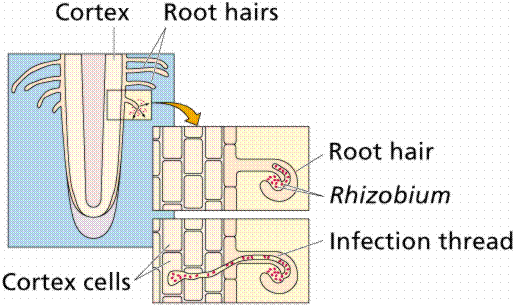 Cortex
Root hairs
Root hair
Rhizobium
Infection thread
Cortex cells